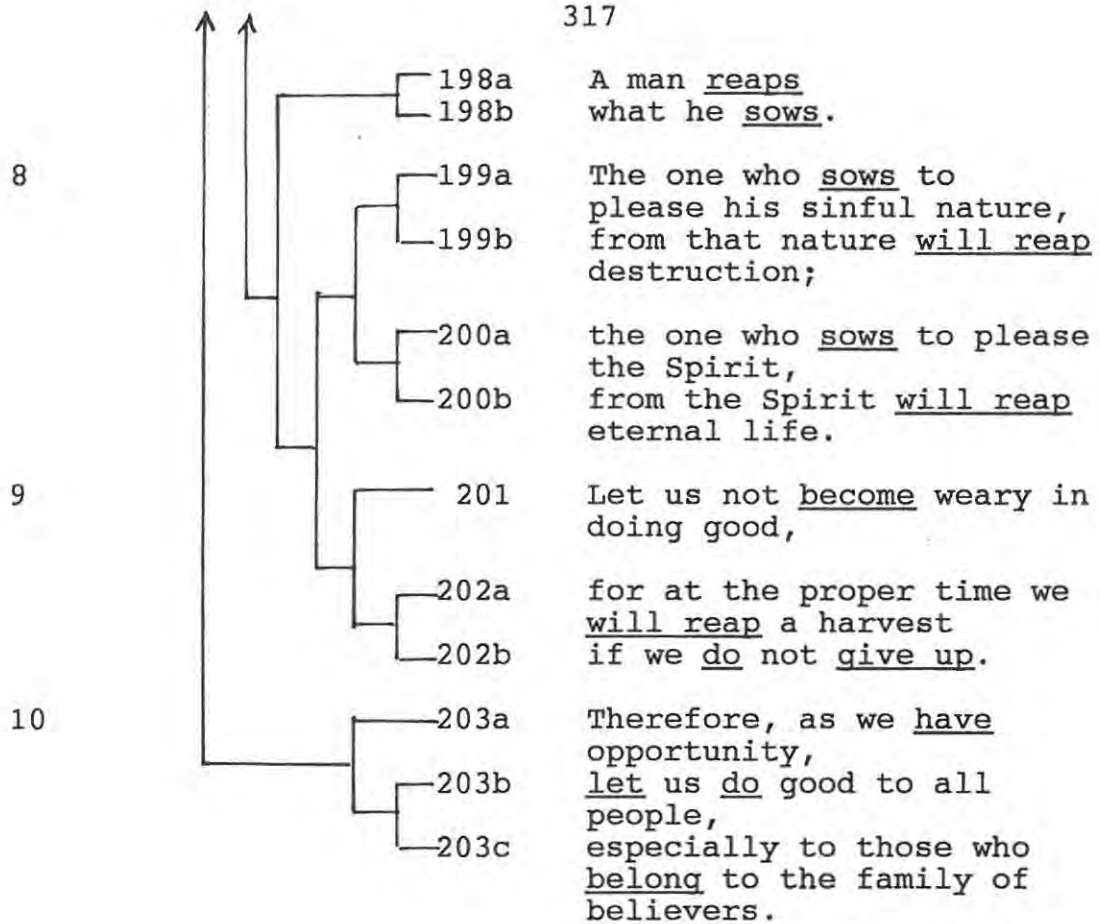 317
198a A man reaps
198b what he sows.
8 199a The one who sows to
please his sinful nature,
199b from that nature will reap
destruction;
200a the one who sows to please
the Spirit,
200b from the Spirit will reap
eternal life.
9 201 Let us not become weary in
doing good,
202a for at the proper time we
will reap a harvest
202b if we do not give up.
10 203a Therefore, as we have
opportunity,
203b let us do good to all
people,
203c especially to those who
belong to the family of
believers.